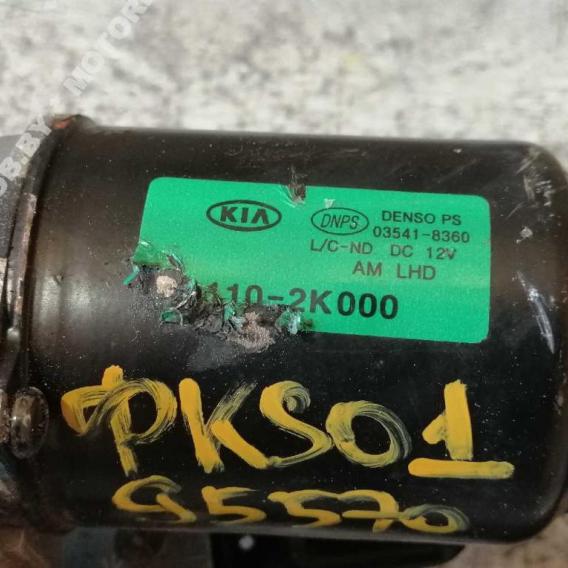 KIA
DNPS
DENSO PS
03541-8360
L/C-ND DC 12V
AM LHD
110-2K000
PKS01
95570